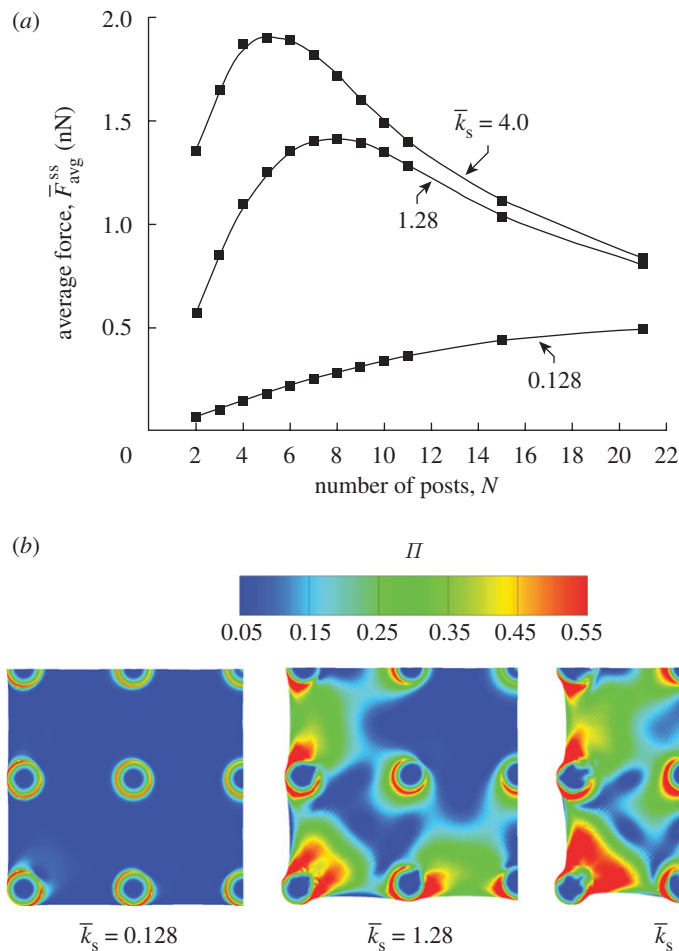 (a)
2.0
1.5
1.0
0.5
0
average force, F̅ˢˢ_avg (nN)
k̅ₛ = 4.0
1.28
0.128
2 4 6 8 10 12 14 16 18 20 22
number of posts, N
(b)
Π
0.05 0.15 0.25 0.35 0.45 0.55
k̅ₛ = 0.128 k̅ₛ = 1.28 k̅ₛ